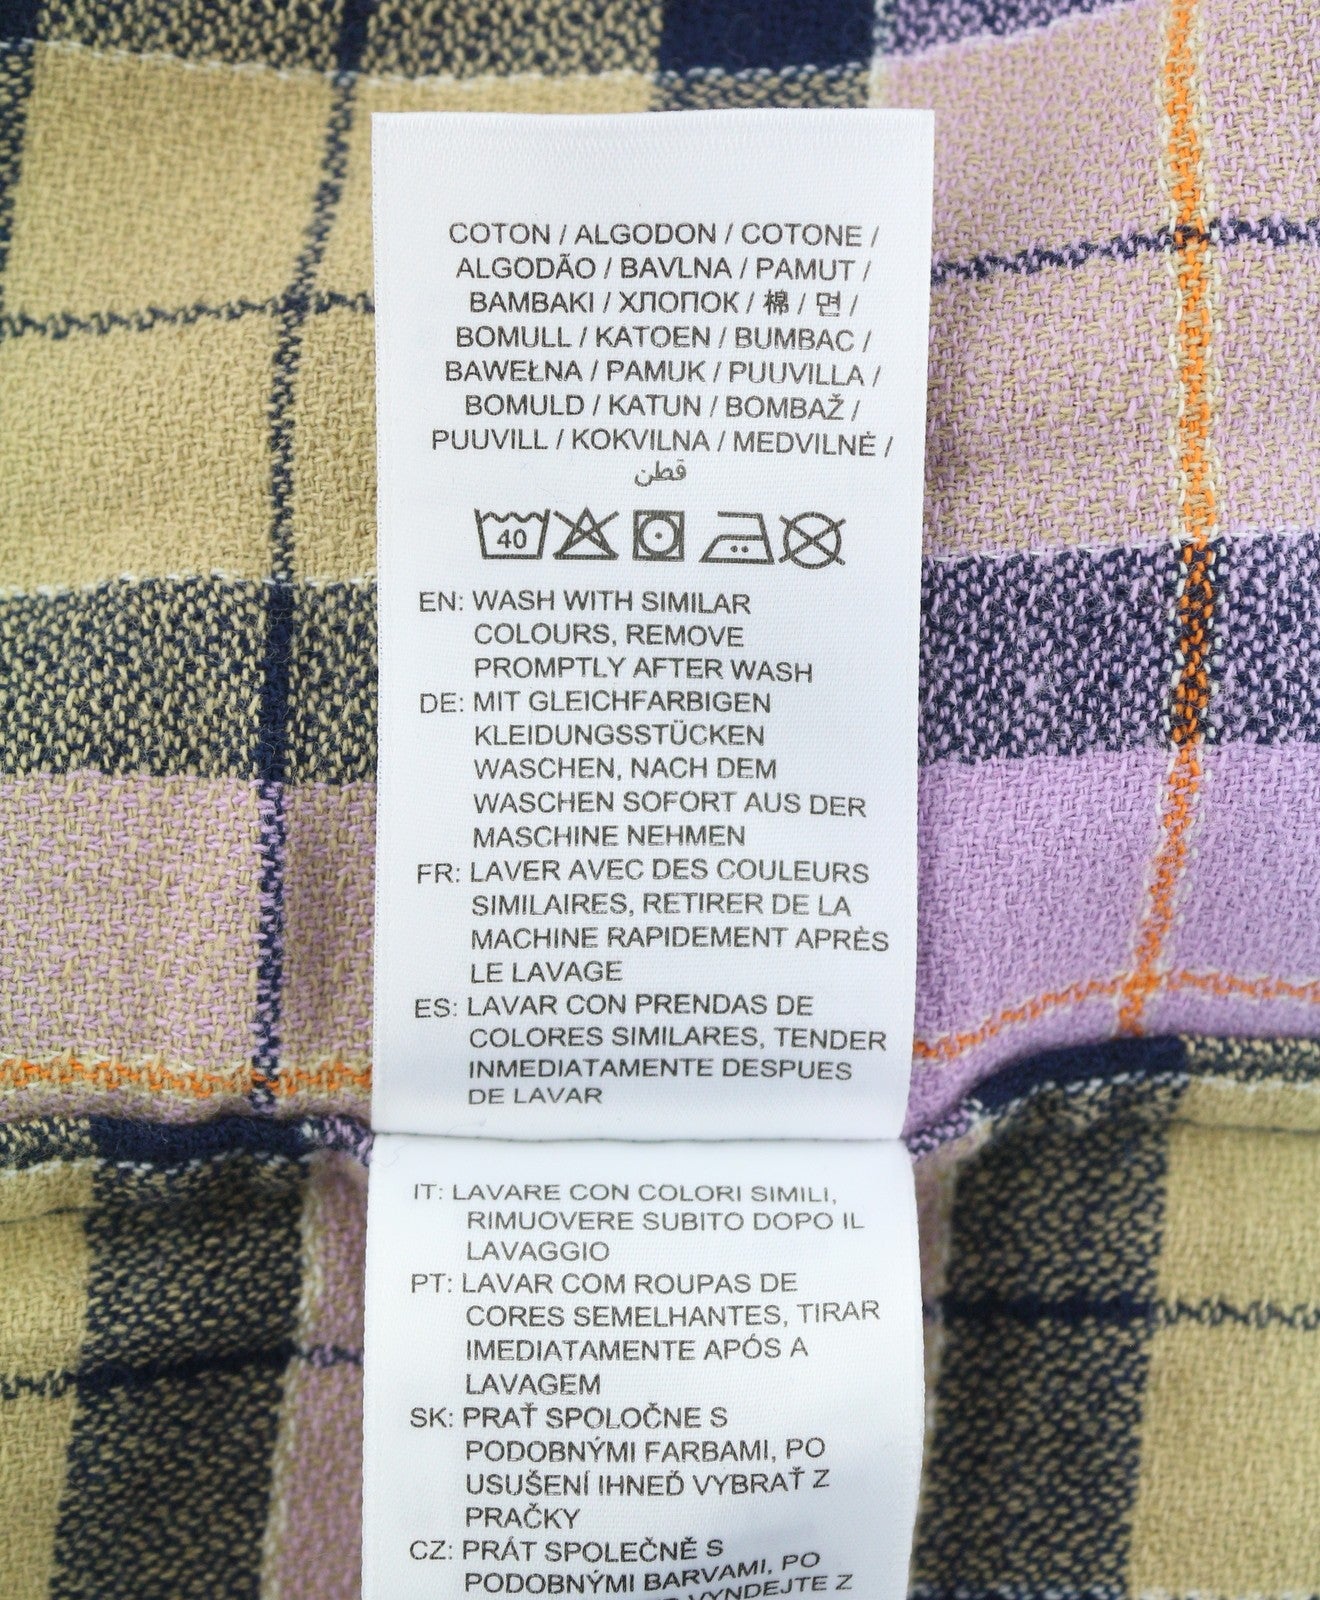 COTON / ALGODON / COTONE /
ALGODÃO / BAVLNA / PAMUT /
BAMBAKI / ХЛОПОК / 棉 / 면 /
BOMULL / KATOEN / BUMBAC /
BAWEŁNA / PAMUK / PUUVILLA /
BOMULD / KATUN / BOMBAŽ /
PUUVILL / KOKVILNA / MEDVILNĖ /
قطن
40
EN: WASH WITH SIMILAR
COLOURS, REMOVE
PROMPTLY AFTER WASH
DE: MIT GLEICHFARBIGEN
KLEIDUNGSSTÜCKEN
WASCHEN, NACH DEM
WASCHEN SOFORT AUS DER
MASCHINE NEHMEN
FR: LAVER AVEC DES COULEURS
SIMILAIRES, RETIRER DE LA
MACHINE RAPIDEMENT APRÈS
LE LAVAGE
ES: LAVAR CON PRENDAS DE
COLORES SIMILARES, TENDER
INMEDIATAMENTE DESPUES
DE LAVAR
IT: LAVARE CON COLORI SIMILI,
RIMUOVERE SUBITO DOPO IL
LAVAGGIO
PT: LAVAR COM ROUPAS DE
CORES SEMELHANTES, TIRAR
IMEDIATAMENTE APÓS A
LAVAGEM
SK: PRAŤ SPOLOČNE S
PODOBNÝMI FARBAMI, PO
USUŠENÍ IHNEĎ VYBRAŤ Z
PRAČKY
CZ: PRÁT SPOLEČNĚ S
PODOBNÝMI BARVAMI, PO
VYNDEJTE Z